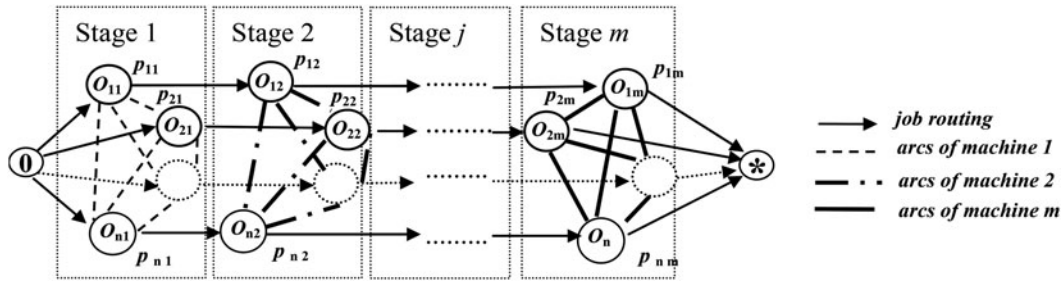 Stage 1
Stage 2
Stage j
Stage m
p11
p12
p1m
O11
O12
O1m
p21
p22
p2m
O21
O22
O2m
0
*
On1
On2
On
p n 1
p n 2
p n m
job routing
arcs of machine 1
arcs of machine 2
arcs of machine m